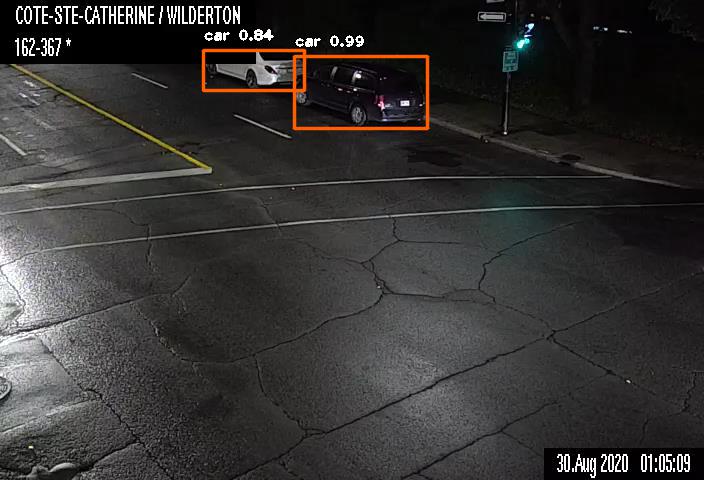 COTE-STE-CATHERINE / WILDERTON
162-367 *
car 0.84
car 0.99
30.Aug 2020 01:05:09